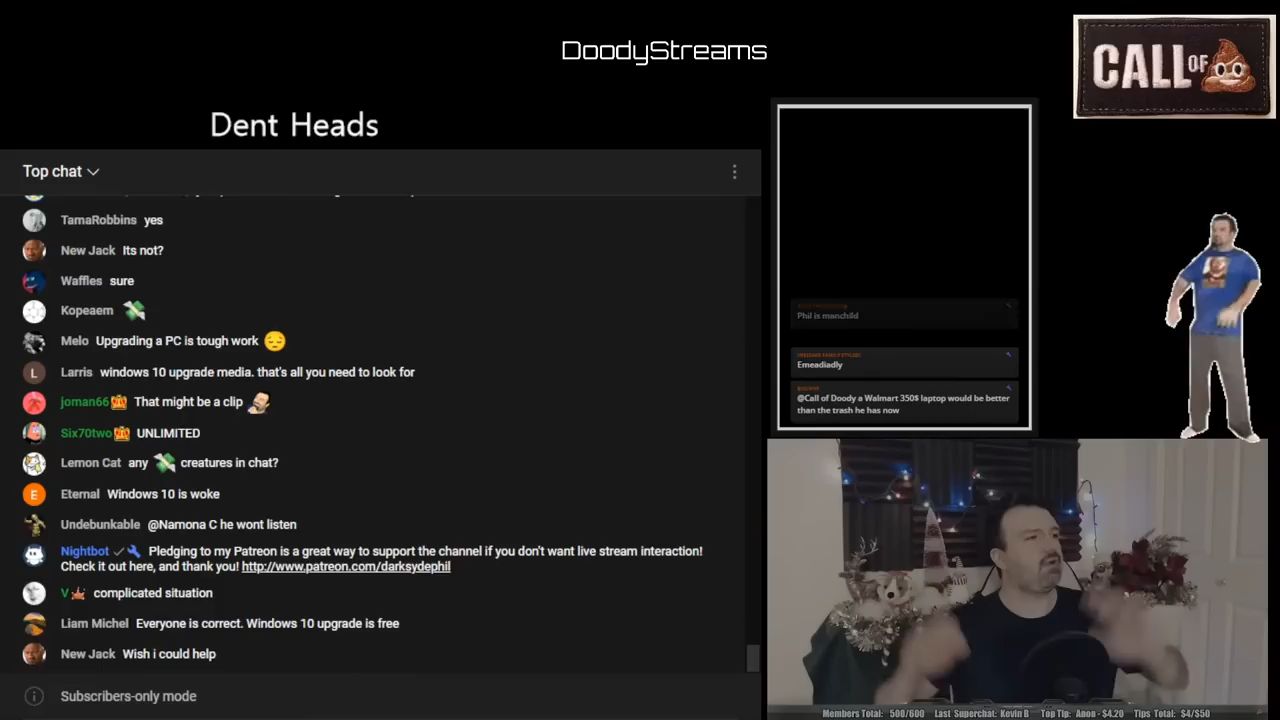 DoodyStreams
CALL OF
Dent Heads
Top chat
TamaRobbins yes
New Jack Its not?
Waffles sure
Kopeaem 💸
Melo Upgrading a PC is tough work 😔
Larris windows 10 upgrade media. that's all you need to look for
L
joman66 That might be a clip
Six70two UNLIMITED
Lemon Cat any 💸 creatures in chat?
Eternal Windows 10 is woke
E
Undebunkable @Namona C he wont listen
Nightbot Pledging to my Patreon is a great way to support the channel if you don't want live stream interaction!
Check it out here, and thank you! http://www.patreon.com/darksydephil
V🦀 complicated situation
Liam Michel Everyone is correct. Windows 10 upgrade is free
New Jack Wish i could help
Subscribers-only mode
Phil is manchild
Emeadiadly
@Call of Doody a Walmart 350$ laptop would be better
than the trash he has now
Members Total: 500/600 Last Superchat: Kevin B Top Tip: Anon - $4.20 Tips Total: $4/$50